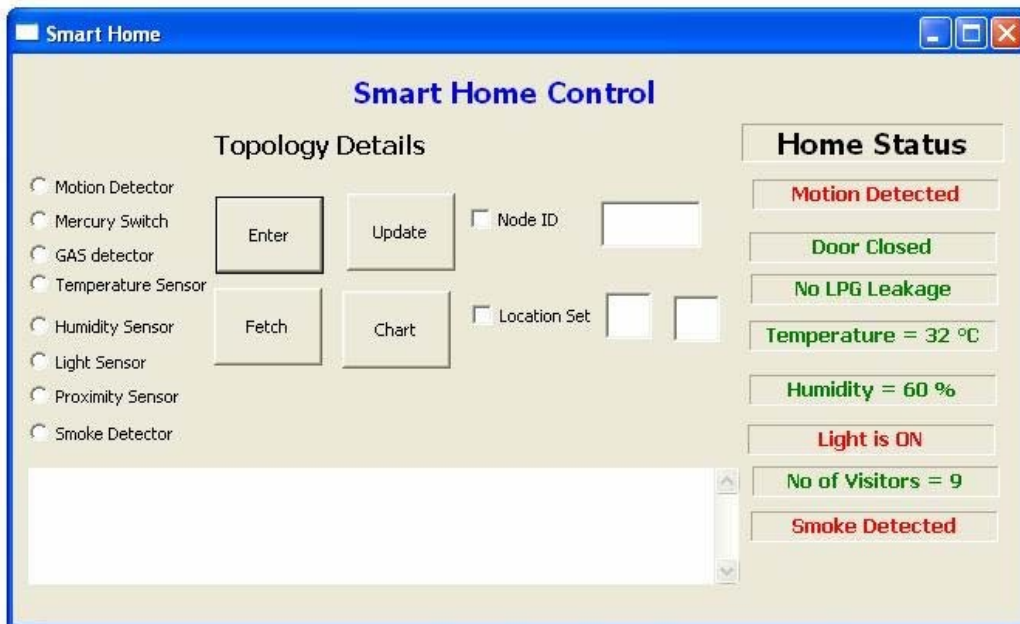 Smart Home
Smart Home Control
Topology Details
Motion Detector
Mercury Switch
GAS detector
Temperature Sensor
Humidity Sensor
Light Sensor
Proximity Sensor
Smoke Detector
Enter
Update
Fetch
Chart
Node ID
Location Set
Home Status
Motion Detected
Door Closed
No LPG Leakage
Temperature = 32 °C
Humidity = 60 %
Light is ON
No of Visitors = 9
Smoke Detected